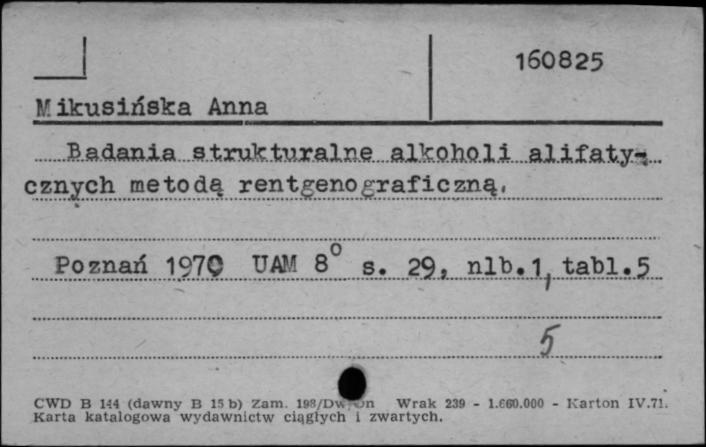 160825
Mikusińska Anna
Badania strukturalne alkoholi alifaty-
cznych metodą rentgenograficzną.
Poznań 1970 UAM 8° s. 29, nlb.1, tabl.5
5
CWD B 144 (dawny B 15 b) Zam. 198/Dw Wrak 239 - 1.660.000 - Karton IV.71.
Karta katalogowa wydawnictw ciągłych i zwartych.